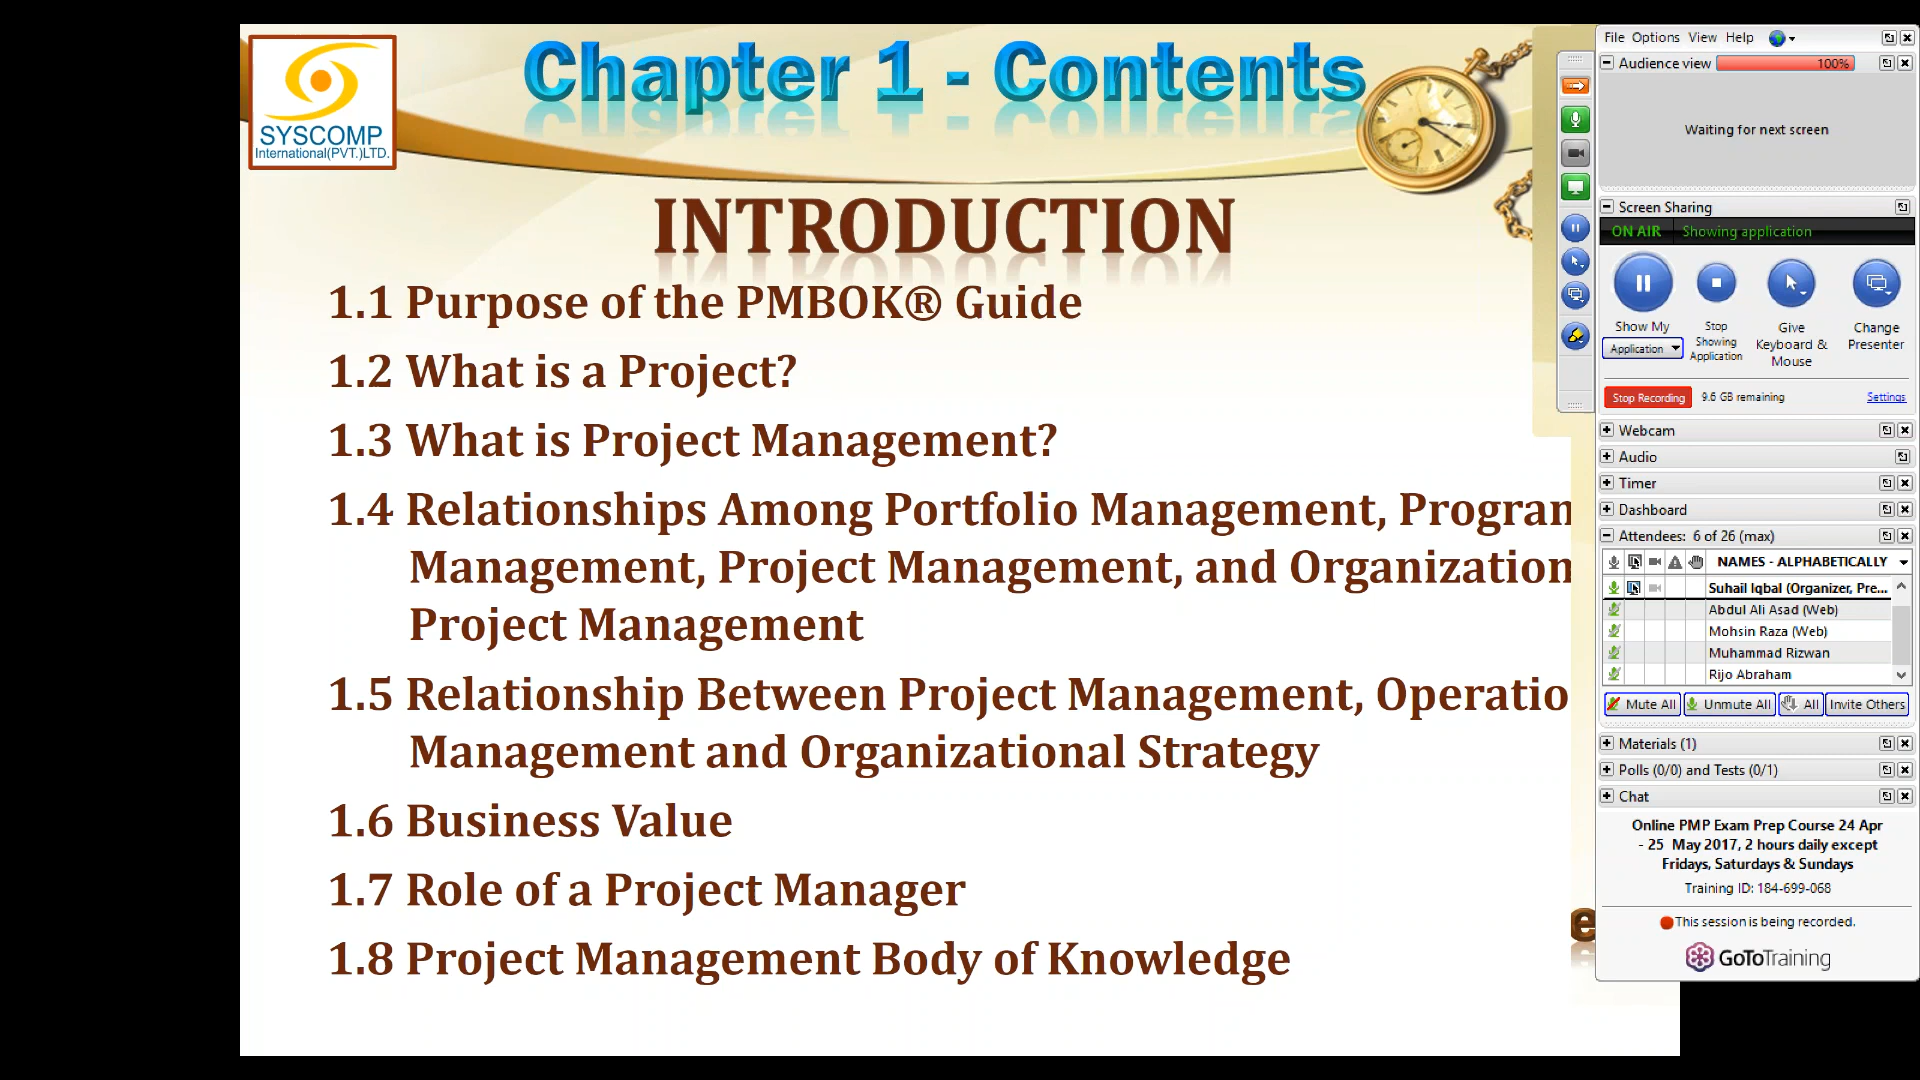 SYSCOMP
International(PVT.)LTD.
Chapter 1 - Contents
INTRODUCTION
1.1 Purpose of the PMBOK® Guide
1.2 What is a Project?
1.3 What is Project Management?
1.4 Relationships Among Portfolio Management, Program
Management, Project Management, and Organization
Project Management
1.5 Relationship Between Project Management, Operatio
Management and Organizational Strategy
1.6 Business Value
1.7 Role of a Project Manager
1.8 Project Management Body of Knowledge
e
File Options View Help
Audience view 100%
Waiting for next screen
Screen Sharing
ON AIR Showing application
Show My
Application
Stop
Showing
Application
Give
Keyboard &
Mouse
Change
Presenter
Stop Recording 9.6 GB remaining Settings
Webcam
Audio
Timer
Dashboard
Attendees: 6 of 26 (max)
NAMES - ALPHABETICALLY
Suhail Iqbal (Organizer, Pre...
Abdul Ali Asad (Web)
Mohsin Raza (Web)
Muhammad Rizwan
Rijo Abraham
Mute All Unmute All All Invite Others
Materials (1)
Polls (0/0) and Tests (0/1)
Chat
Online PMP Exam Prep Course 24 Apr
- 25 May 2017, 2 hours daily except
Fridays, Saturdays & Sundays
Training ID: 184-699-068
This session is being recorded.
GoToTraining